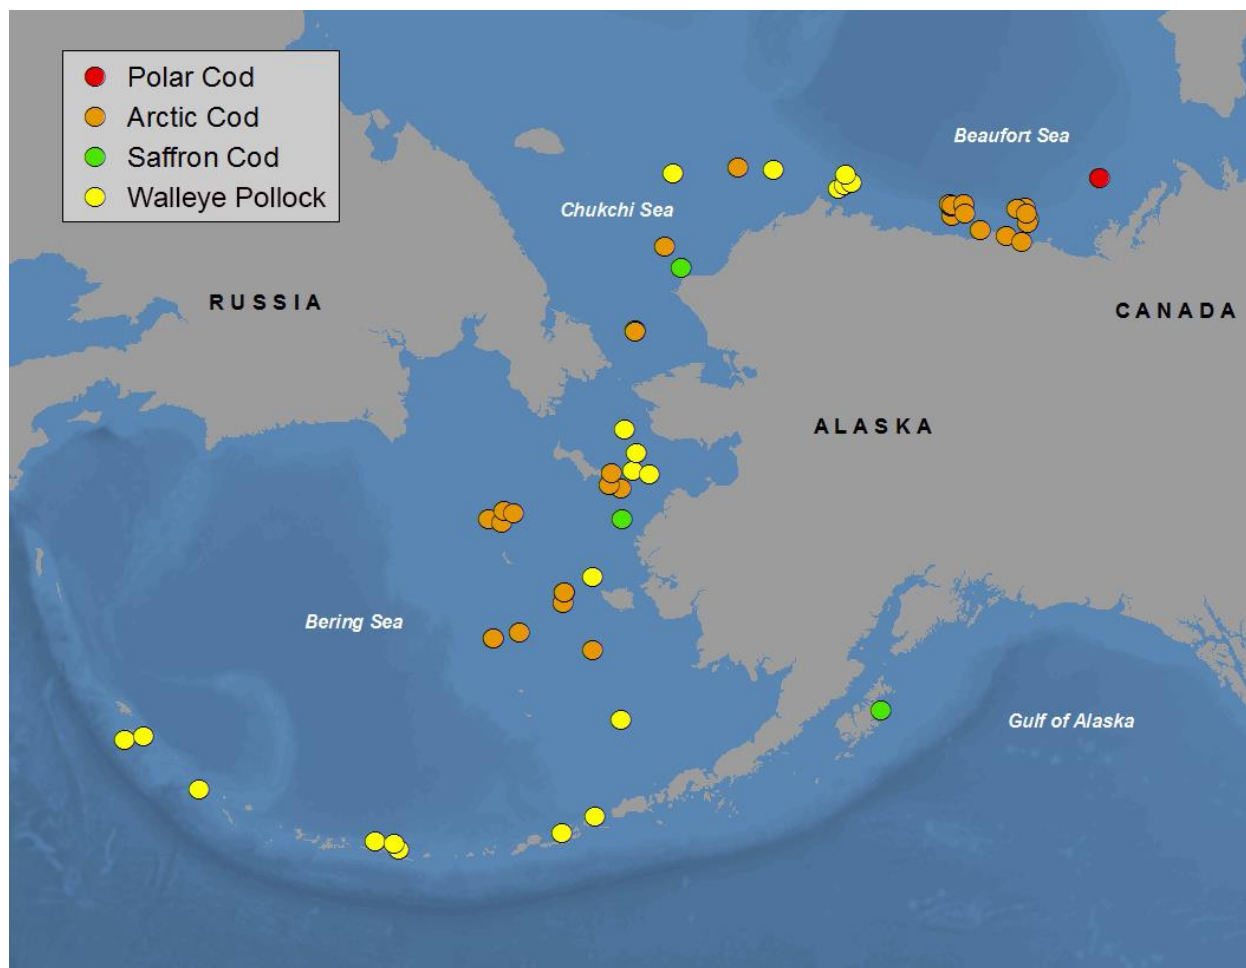 Polar Cod
Arctic Cod
Saffron Cod
Walleye Pollock
Beaufort Sea
Chukchi Sea
RUSSIA
CANADA
ALASKA
Bering Sea
Gulf of Alaska